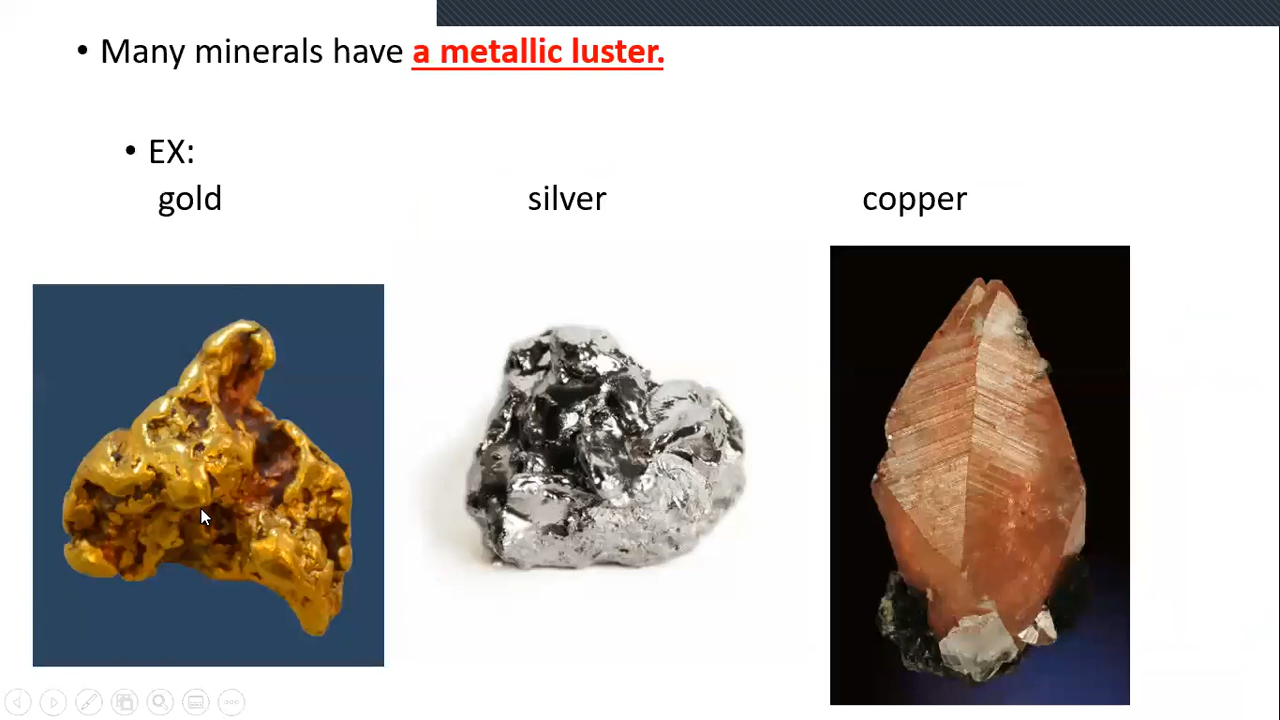 • Many minerals have a metallic luster.
• EX:
gold silver copper